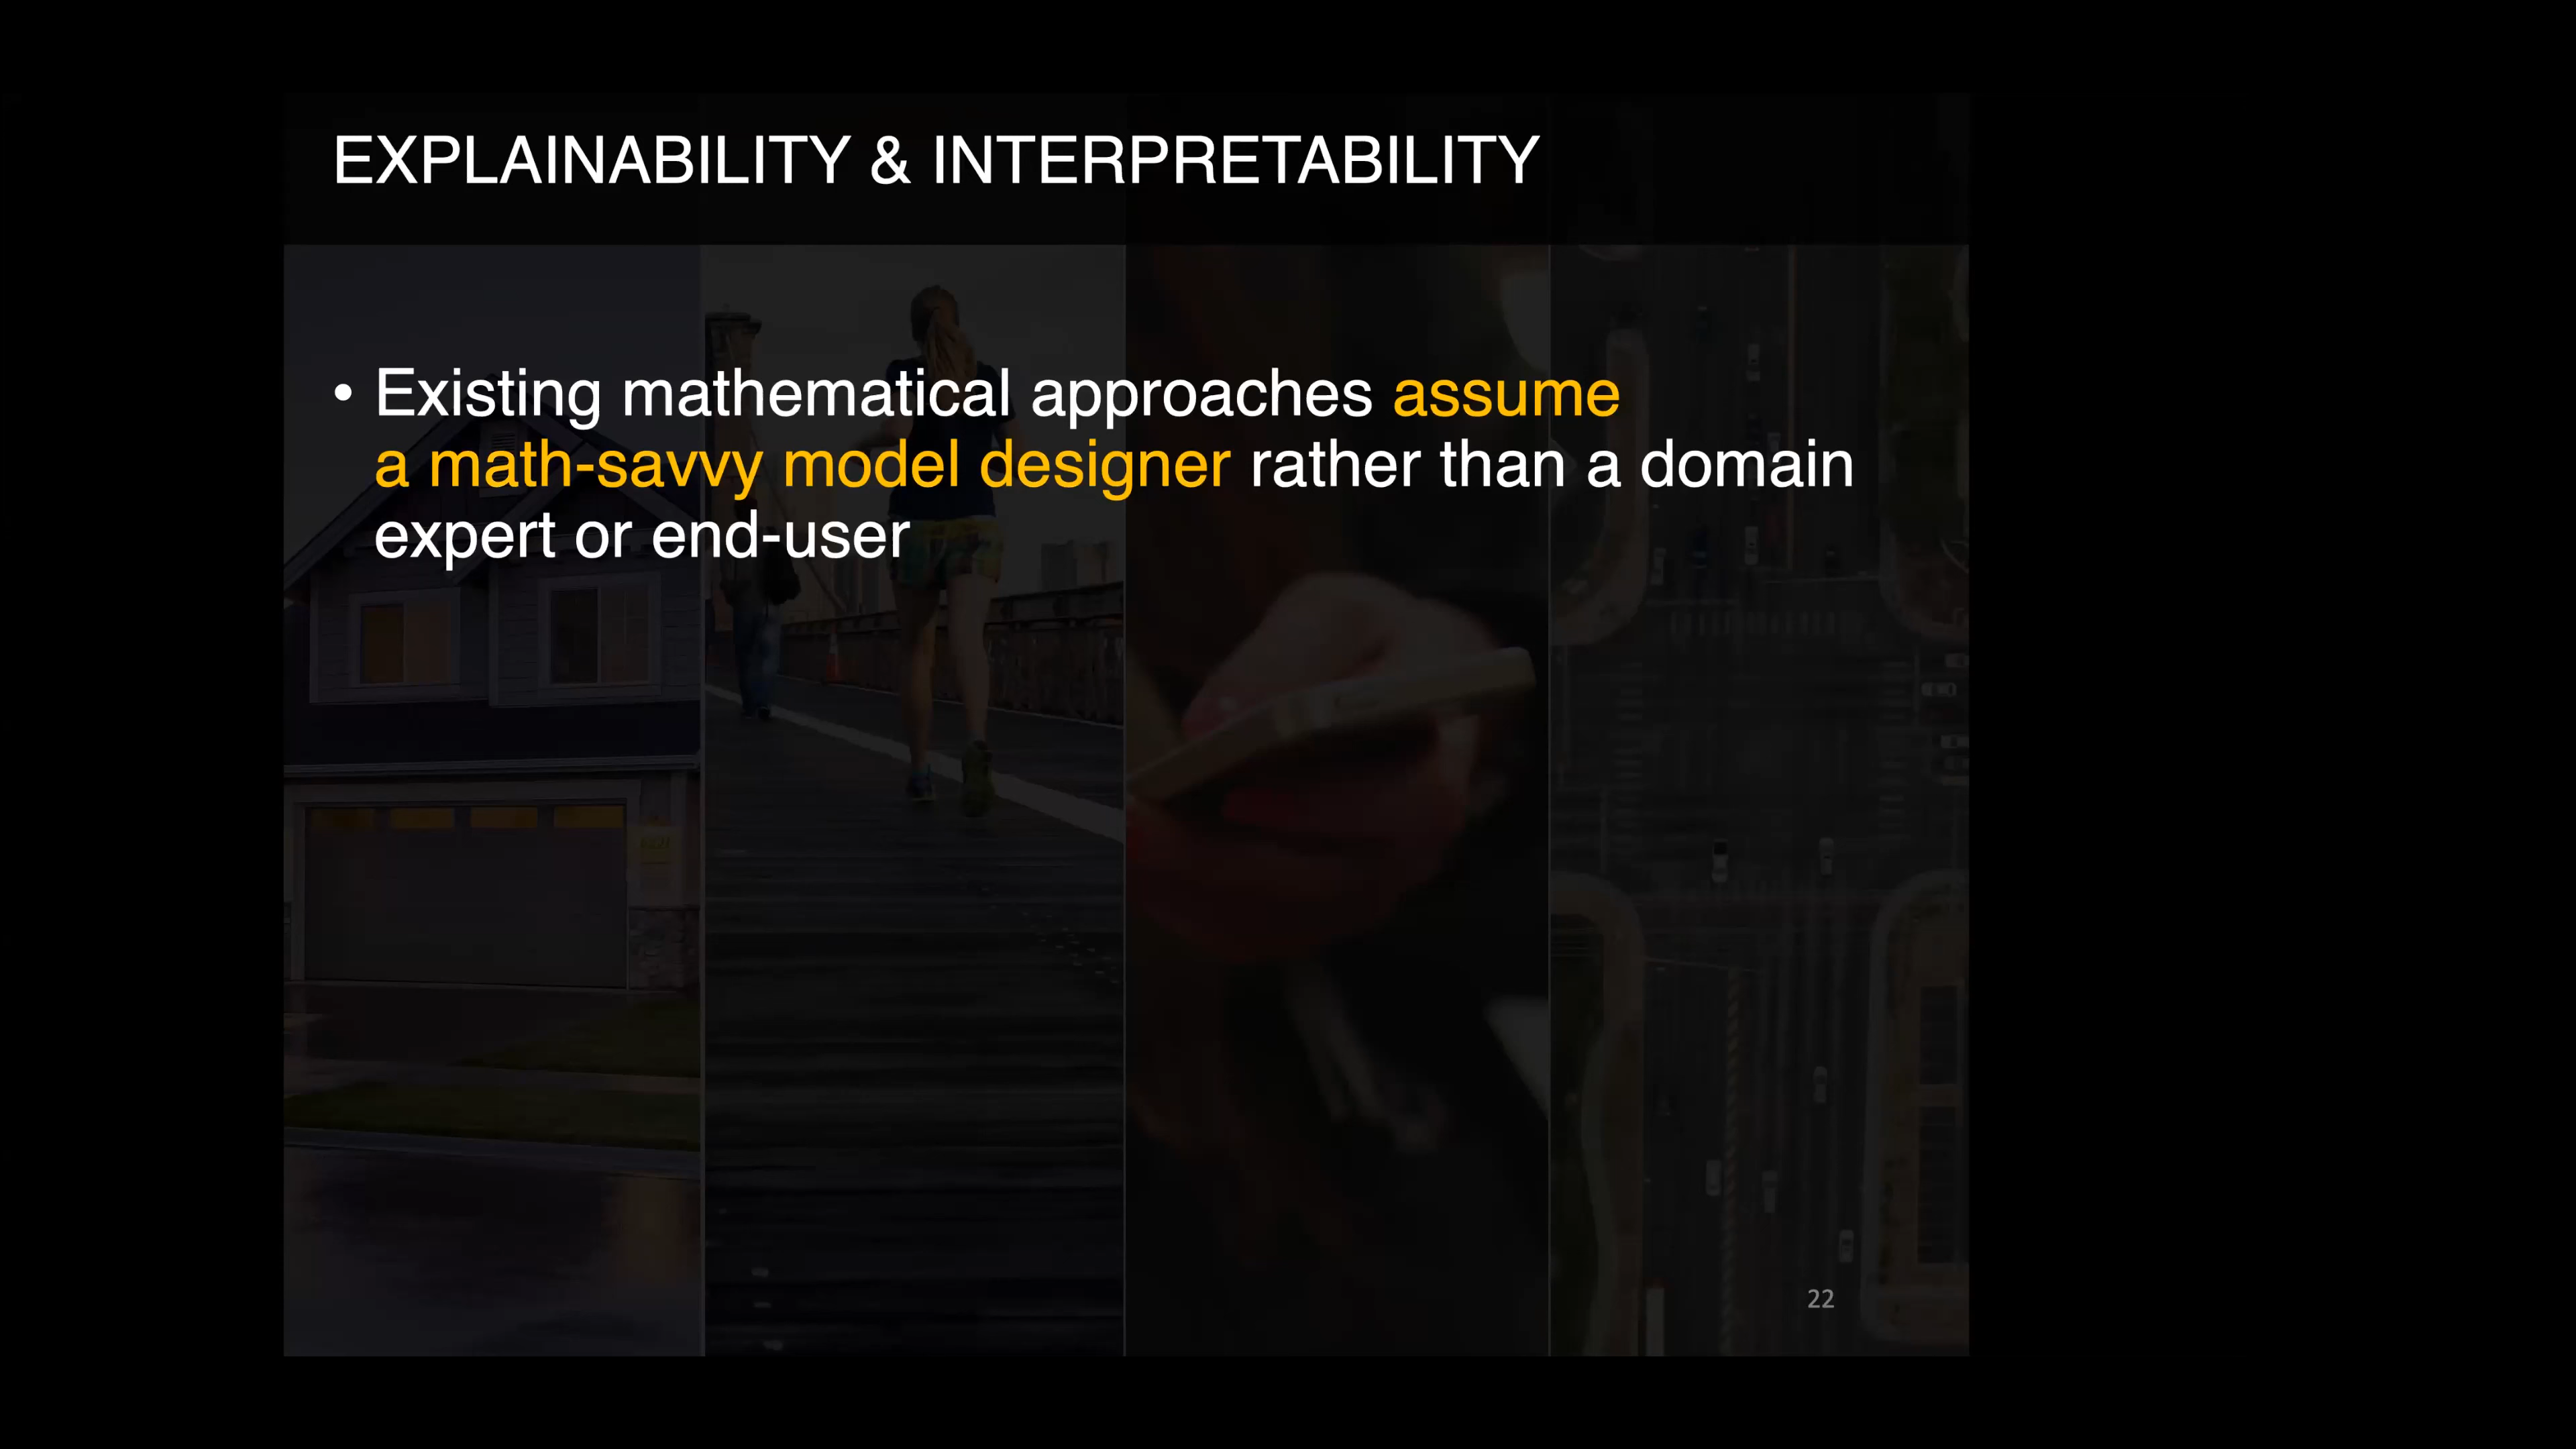 EXPLAINABILITY & INTERPRETABILITY
• Existing mathematical approaches assume
a math-savvy model designer rather than a domain
expert or end-user
22